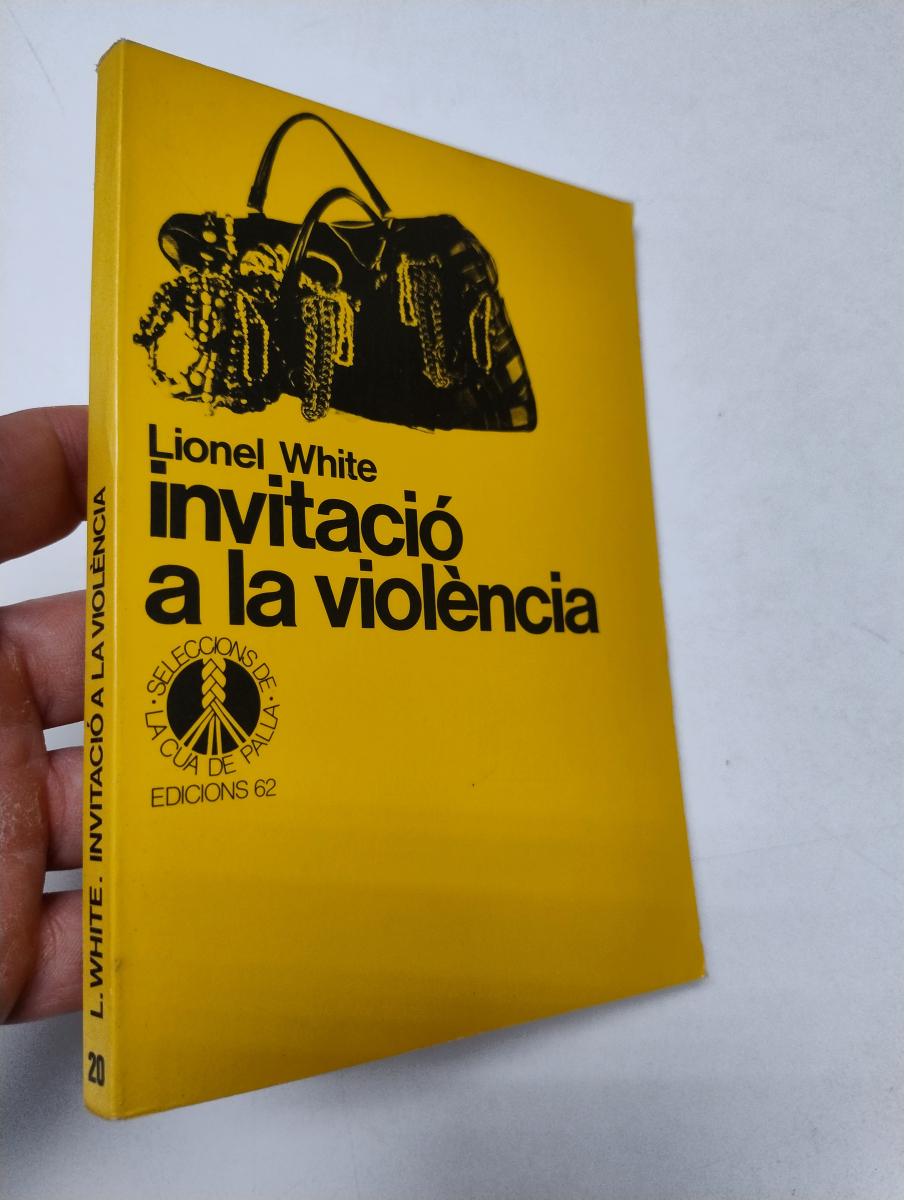 Lionel White
invitació
a la violència
· SELECCIONS DE ·
LA CUA DE PALLA
EDICIONS 62
L. WHITE. INVITACIÓ A LA VIOLÈNCIA
20